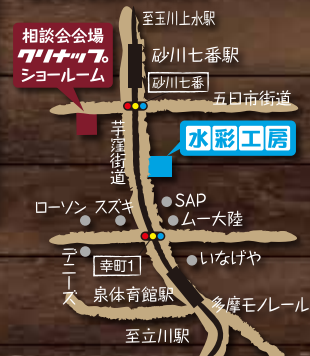 至玉川上水駅
相談会会場
クリナップ
ショールーム
砂川七番駅
砂川七番
五日市街道
芋窪街道
水彩工房
ローソン
スズキ
SAP
ムー大陸
デニーズ
幸町1
いなげや
泉体育館駅
多摩モノレール
至立川駅